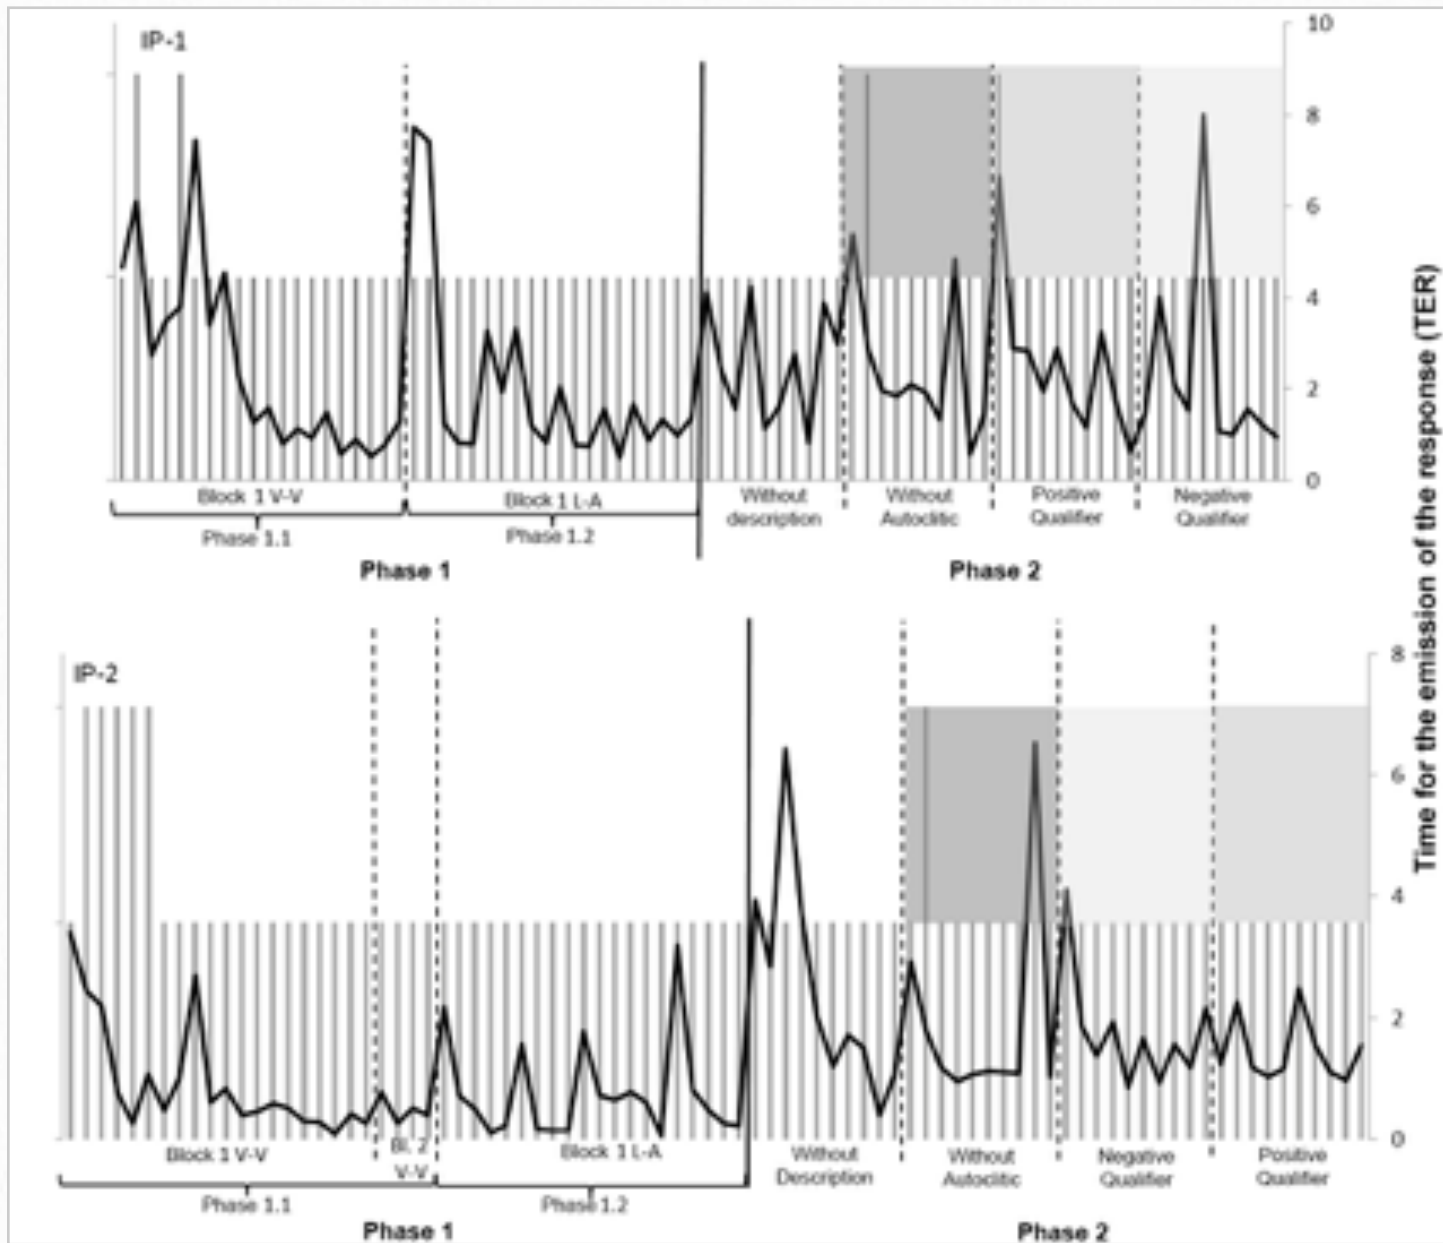 IP-1
10
8
6
4
2
0
Block 1 V-V
Block 1 L-A
Without
description
Without
Autoclitic
Positive
Qualifier
Negative
Qualifier
Phase 1.1
Phase 1.2
Phase 1
Phase 2
Time for the emission of the response (TER)
IP-2
8
6
4
2
0
Block 1 V-V
Bl. 2
V-V
Block 1 L-A
Without
Description
Without
Autoclitic
Negative
Qualifier
Positive
Qualifier
Phase 1.1
Phase 1.2
Phase 1
Phase 2